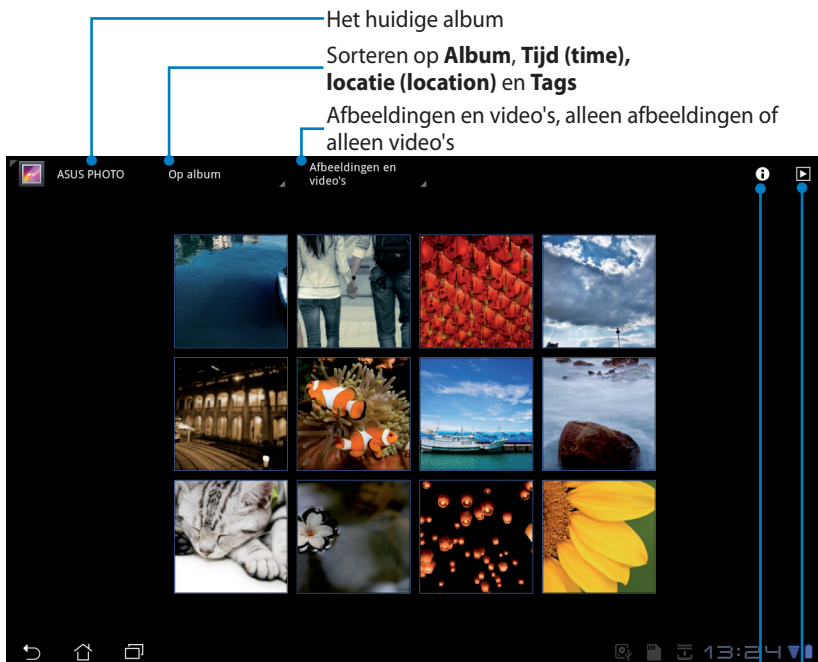 Het huidige album
Sorteren op Album, Tijd (time),
locatie (location) en Tags
Afbeeldingen en video's, alleen afbeeldingen of
alleen video's
ASUS PHOTO
Op album
Afbeeldingen en
video's
13:24